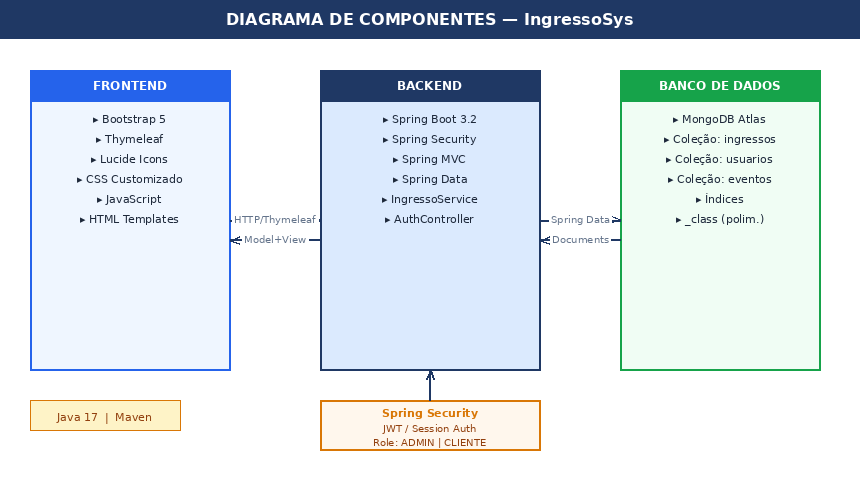 DIAGRAMA DE COMPONENTES — IngressoSys
FRONTEND
▸ Bootstrap 5
▸ Thymeleaf
▸ Lucide Icons
▸ CSS Customizado
▸ JavaScript
▸ HTML Templates
HTTP/Thymeleaf
Model+View
BACKEND
▸ Spring Boot 3.2
▸ Spring Security
▸ Spring MVC
▸ Spring Data
▸ IngressoService
▸ AuthController
Spring Data
Documents
BANCO DE DADOS
▸ MongoDB Atlas
▸ Coleção: ingressos
▸ Coleção: usuarios
▸ Coleção: eventos
▸ Índices
▸ _class (polim.)
Java 17 | Maven
Spring Security
JWT / Session Auth
Role: ADMIN | CLIENTE